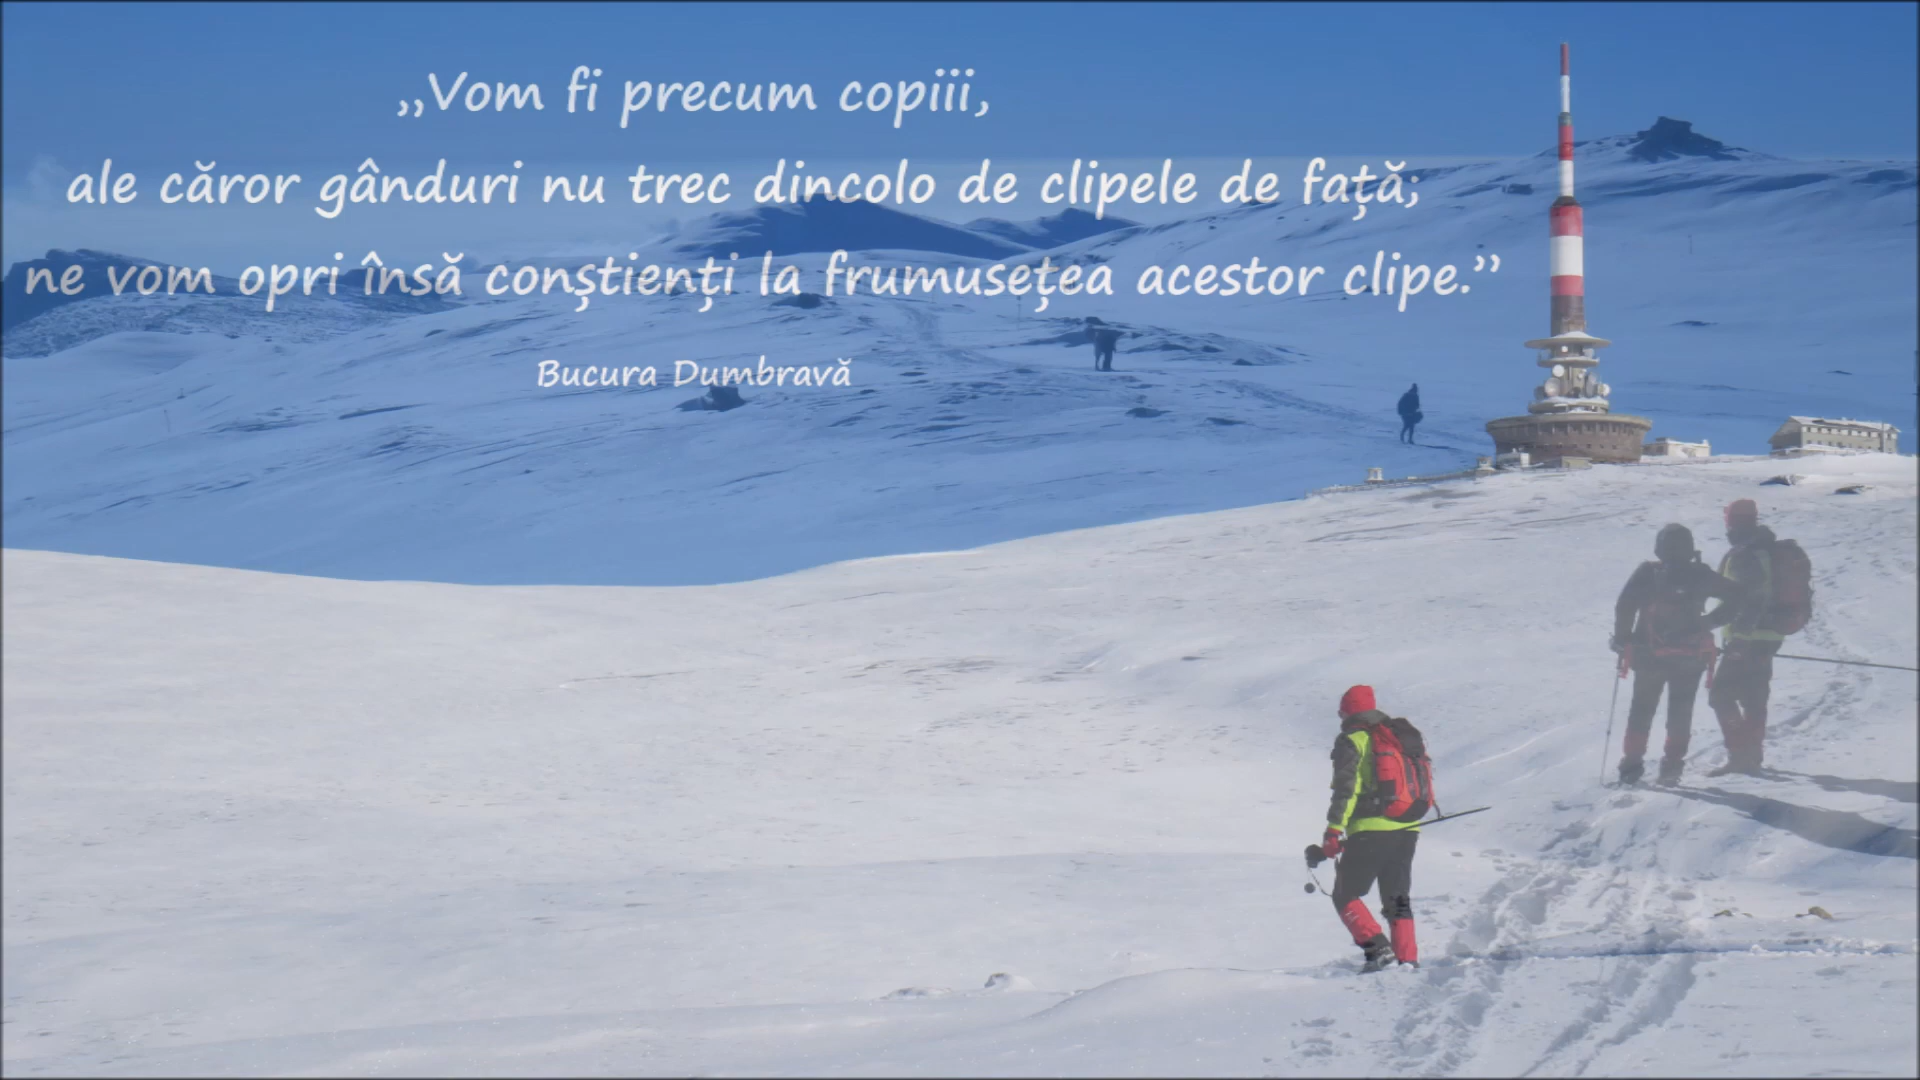 „Vom fi precum copiii,
ale căror gânduri nu trec dincolo de clipele de față;
ne vom opri însă conștienți la frumusețea acestor clipe.”
Bucura Dumbravă